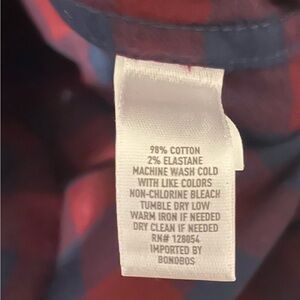 98% COTTON
2% ELASTANE
MACHINE WASH COLD
WITH LIKE COLORS
NON-CHLORINE BLEACH
TUMBLE DRY LOW
WARM IRON IF NEEDED
DRY CLEAN IF NEEDED
RN# 128054
IMPORTED BY
BONOBOS